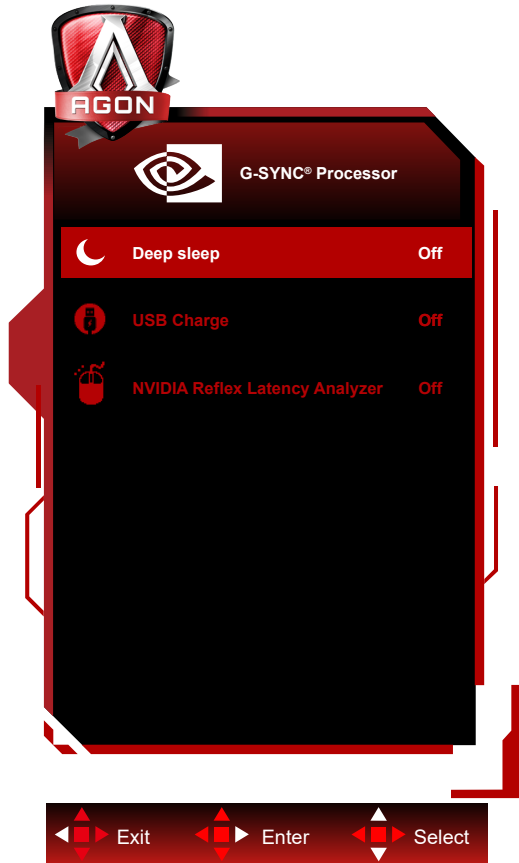 AGON
G-SYNC® Processor
Deep sleep Off
USB Charge Off
NVIDIA Reflex Latency Analyzer Off
Exit Enter Select